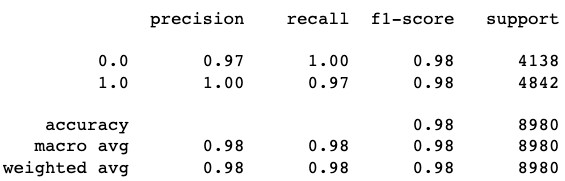 precision recall f1-score support
0.0 0.97 1.00 0.98 4138
1.0 1.00 0.97 0.98 4842
accuracy 0.98 8980
macro avg 0.98 0.98 0.98 8980
weighted avg 0.98 0.98 0.98 8980